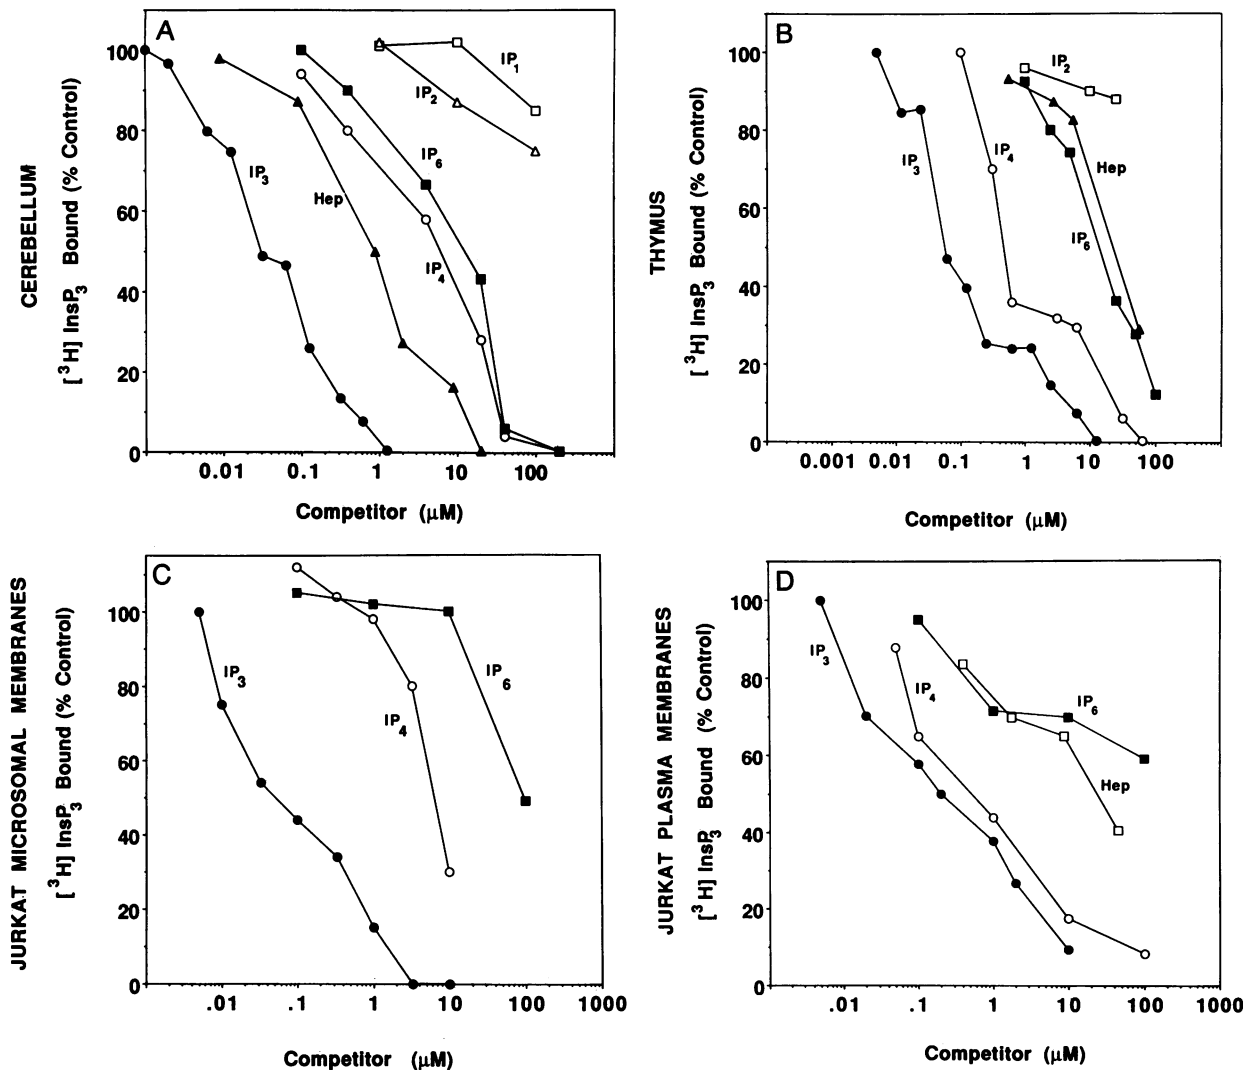 A
CEREBELLUM
[³H] InsP₃ Bound (% Control)
100
80
60
40
20
0
IP₁
IP₂
IP₆
IP₃
Hep
IP₄
0.01 0.1 1 10 100
Competitor (μM)
B
THYMUS
[³H] InsP₃ Bound (% Control)
100
80
60
40
20
0
IP₂
IP₄
IP₃
Hep
IP₆
0.001 0.01 0.1 1 10 100
Competitor (μM)
C
JURKAT MICROSOMAL MEMBRANES
[³H] InsP₃ Bound (% Control)
100
80
60
40
20
0
IP₃
IP₆
IP₄
.01 .1 1 10 100 1000
Competitor (μM)
D
JURKAT PLASMA MEMBRANES
[³H] InsP₃ Bound (% Control)
100
80
60
40
20
0
IP₃
IP₄
IP₆
Hep
.01 .1 1 10 100 1000
Competitor (μM)